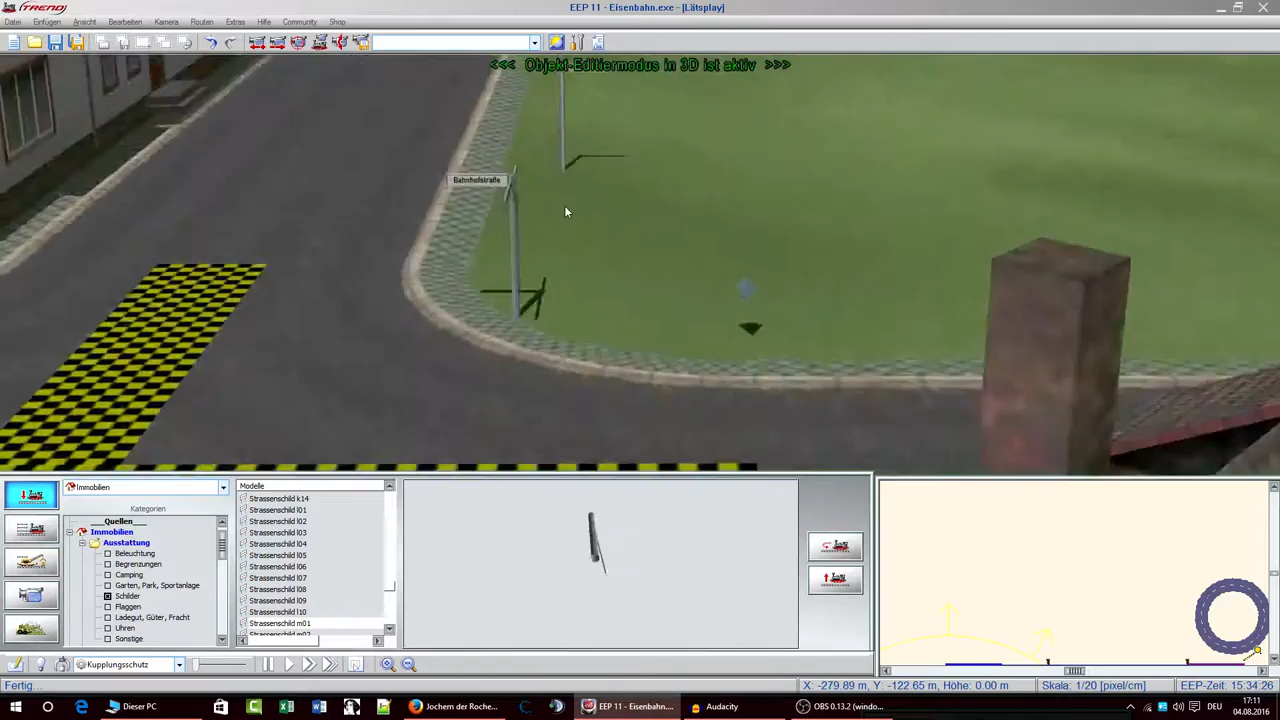 TREND
EEP 11 - Eisenbahn.exe - [Lätsplay]
Datei Einfügen Ansicht Bearbeiten Kamera Routen Extras Hilfe Community Shop
<<< Objekt-Editiermodus in 3D ist aktiv >>>
Bahnhofstraße
Immobilien
Kategorien
__Quellen__
Immobilien
Ausstattung
Beleuchtung
Begrenzungen
Camping
Garten, Park, Sportanlage
Schilder
Flaggen
Ladegut, Güter, Fracht
Uhren
Sonstige
Modelle
Strassenschild k14
Strassenschild l01
Strassenschild l02
Strassenschild l03
Strassenschild l04
Strassenschild l05
Strassenschild l06
Strassenschild l07
Strassenschild l08
Strassenschild l09
Strassenschild l10
Strassenschild m01
Strassenschild m02
Kupplungsschutz
Fertig...
X: -279.89 m, Y: -122.65 m, Höhe: 0.00 m
Skala: 1/20 [pixel/cm]
EEP-Zeit: 15:34:26
Dieser PC
Jochem der Roche...
EEP 11 - Eisenbahn....
Audacity
OBS 0.13.2 (windo...
DEU
17:11
04.08.2016